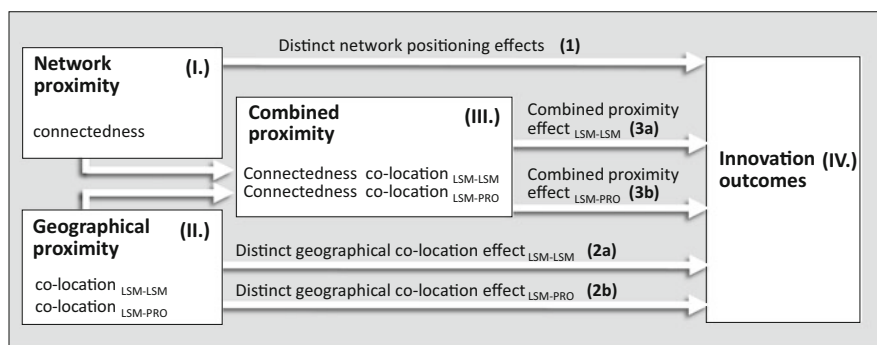 Distinct network positioning effects (1)
Network (I.)
proximity
connectedness
Combined (III.)
proximity
Connectedness co-location LSM-LSM
Connectedness co-location LSM-PRO
Combined proximity
effect LSM-LSM (3a)
Combined proximity
effect LSM-PRO (3b)
Innovation (IV.)
outcomes
Geographical (II.)
proximity
co-location LSM-LSM
co-location LSM-PRO
Distinct geographical co-location effect LSM-LSM (2a)
Distinct geographical co-location effect LSM-PRO (2b)